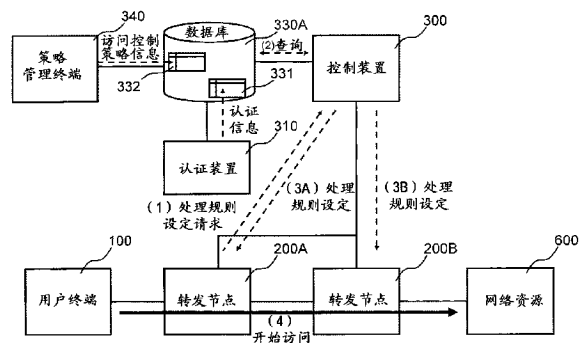 340
策略
管理终端
访问控制
策略信息
数据库
330A
332
331
(2)查询
300
控制装置
认证
信息
310
认证装置
(1)处理规则
设定请求
(3A)处理
规则设定
(3B)处理
规则设定
100
用户终端
200A
转发节点
200B
转发节点
600
网络资源
(4)
开始访问